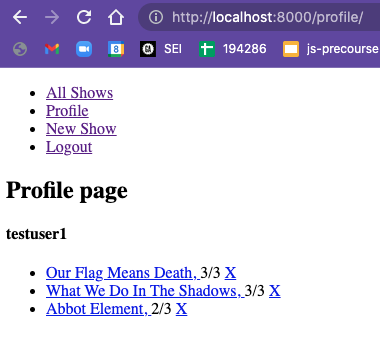 http://localhost:8000/profile/
8 SEI 194286 js-precourse
All Shows
Profile
New Show
Logout
Profile page
testuser1
Our Flag Means Death, 3/3 X
What We Do In The Shadows, 3/3 X
Abbot Element, 2/3 X